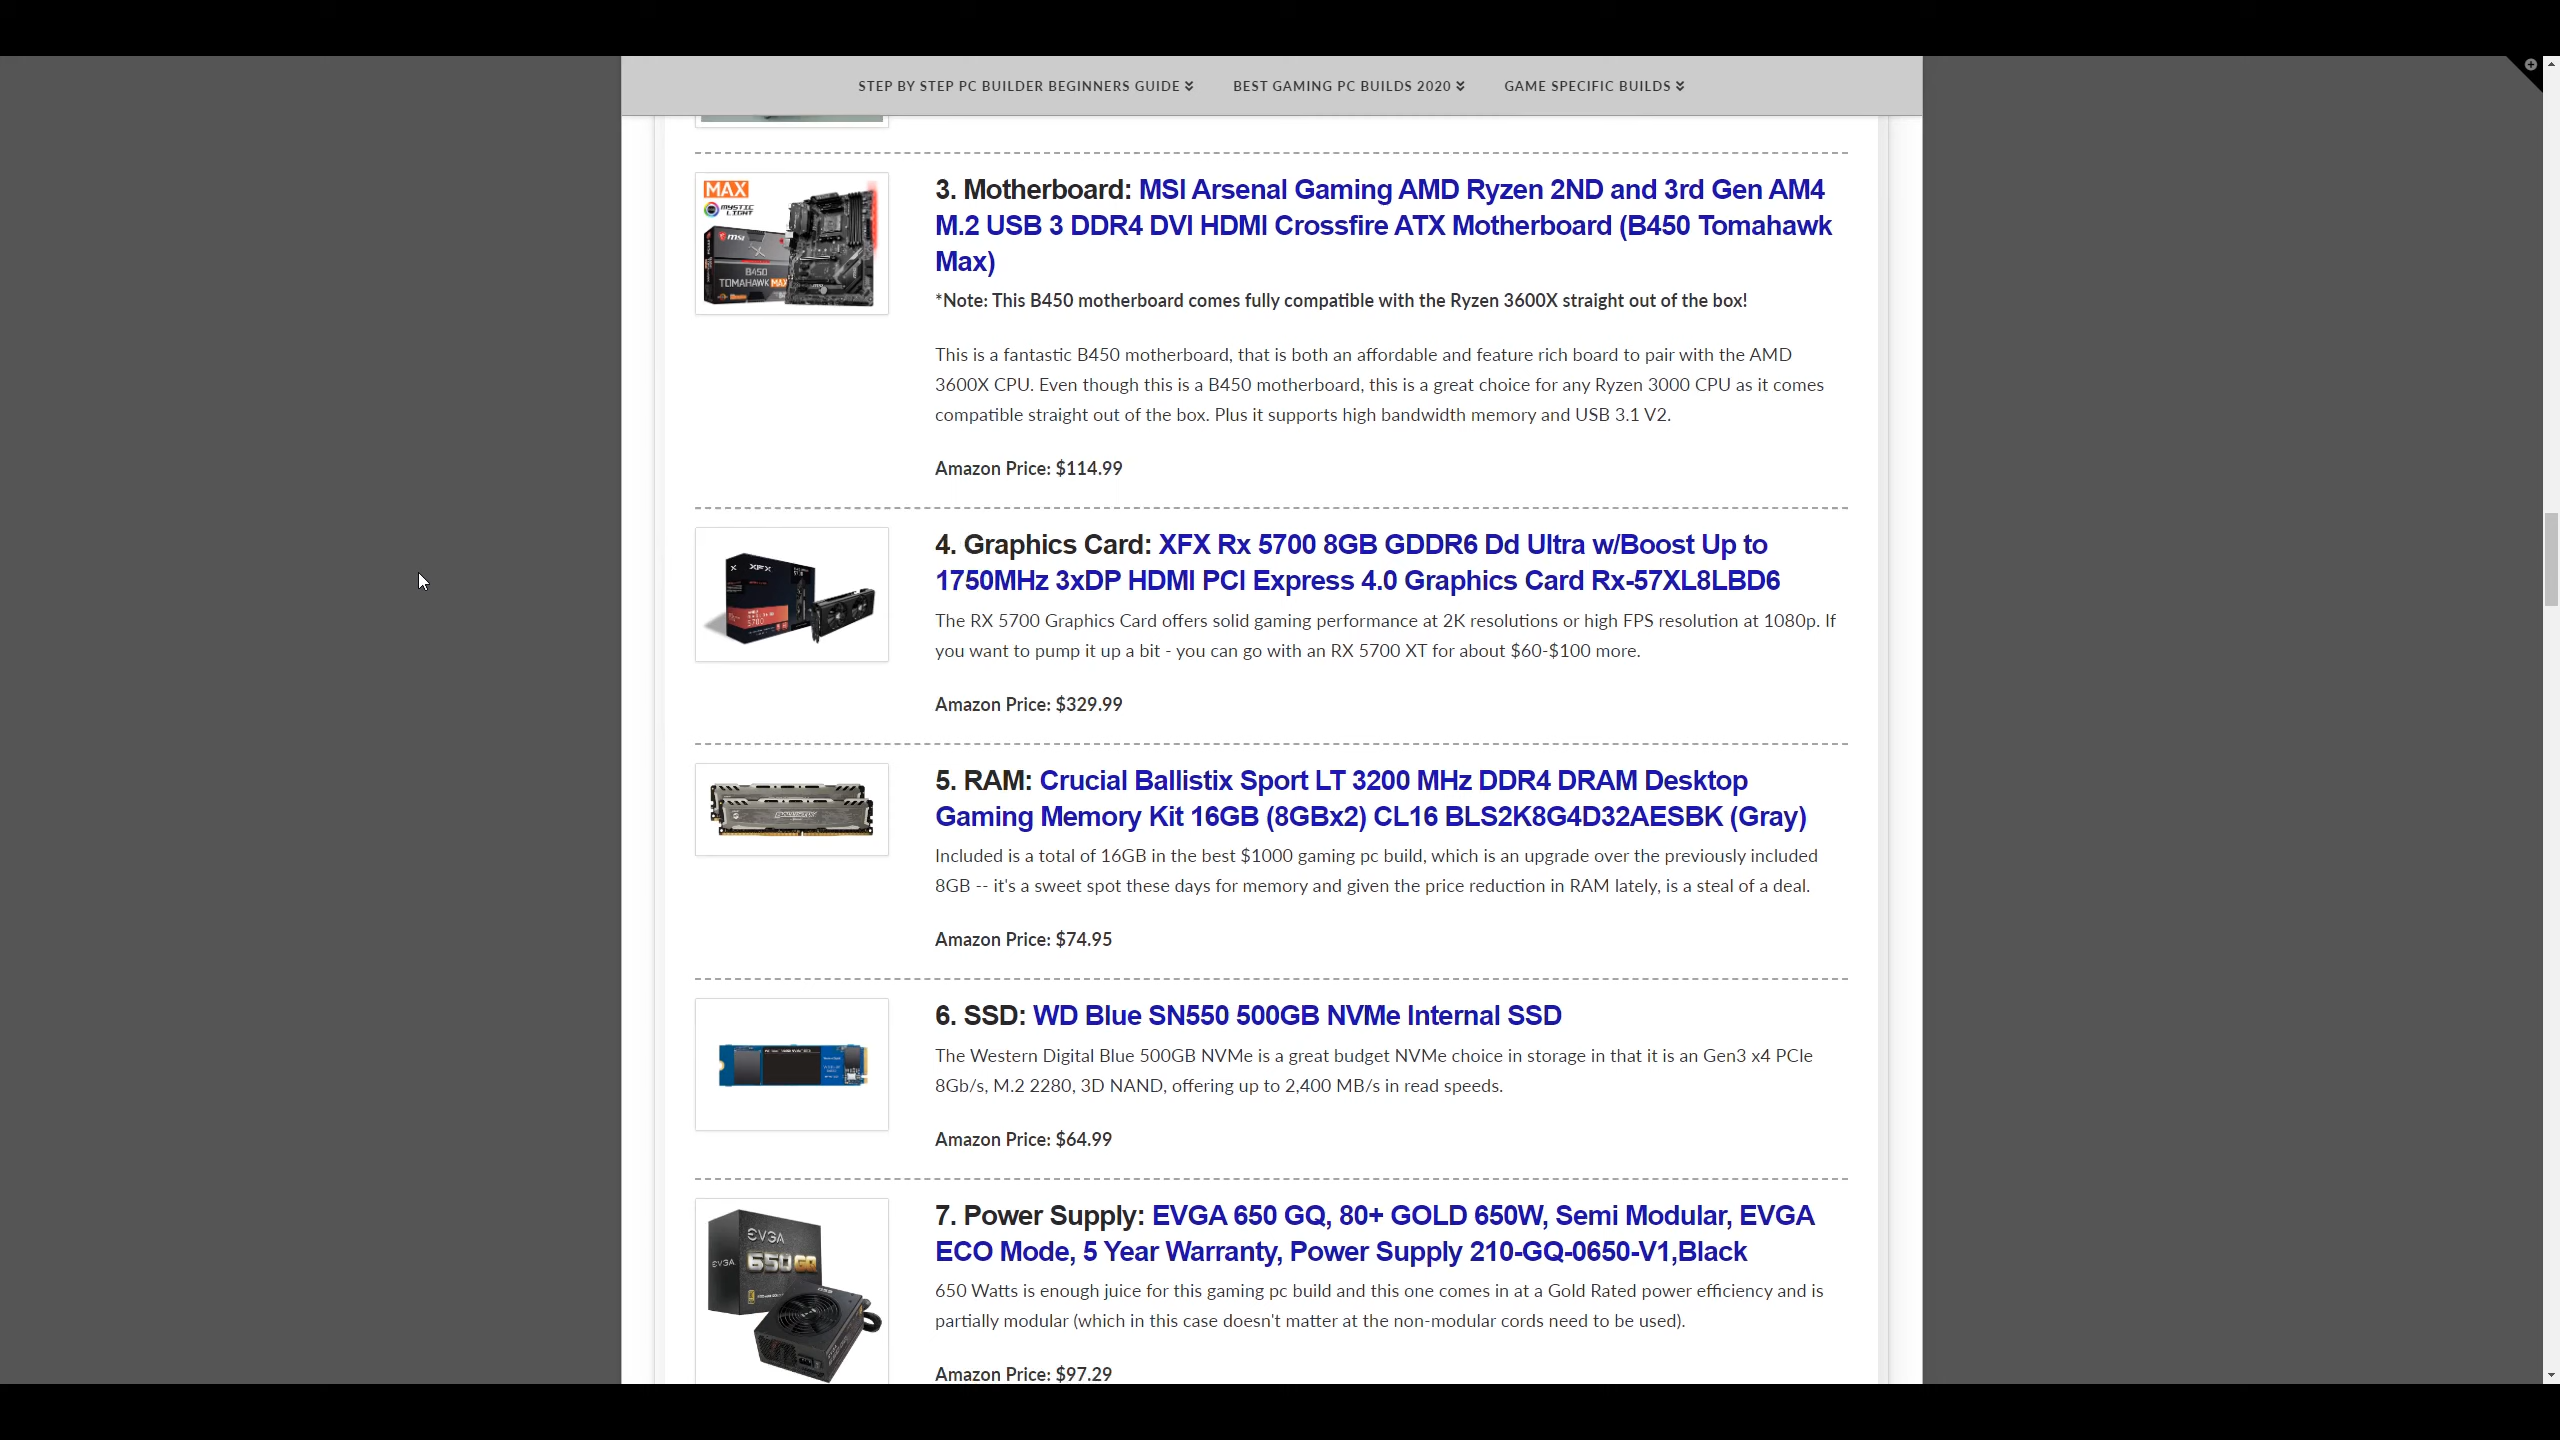 STEP BY STEP PC BUILDER BEGINNERS GUIDE BEST GAMING PC BUILDS 2020 GAME SPECIFIC BUILDS
MAX
MYSTIC LIGHT
msi
B450
TOMAHAWK MAX
3. Motherboard: MSI Arsenal Gaming AMD Ryzen 2ND and 3rd Gen AM4
M.2 USB 3 DDR4 DVI HDMI Crossfire ATX Motherboard (B450 Tomahawk
Max)
*Note: This B450 motherboard comes fully compatible with the Ryzen 3600X straight out of the box!
This is a fantastic B450 motherboard, that is both an affordable and feature rich board to pair with the AMD
3600X CPU. Even though this is a B450 motherboard, this is a great choice for any Ryzen 3000 CPU as it comes
compatible straight out of the box. Plus it supports high bandwidth memory and USB 3.1 V2.
Amazon Price: $114.99
XFX
4. Graphics Card: XFX Rx 5700 8GB GDDR6 Dd Ultra w/Boost Up to
1750MHz 3xDP HDMI PCI Express 4.0 Graphics Card Rx-57XL8LBD6
The RX 5700 Graphics Card offers solid gaming performance at 2K resolutions or high FPS resolution at 1080p. If
you want to pump it up a bit - you can go with an RX 5700 XT for about $60-$100 more.
Amazon Price: $329.99
5. RAM: Crucial Ballistix Sport LT 3200 MHz DDR4 DRAM Desktop
Gaming Memory Kit 16GB (8GBx2) CL16 BLS2K8G4D32AESBK (Gray)
Included is a total of 16GB in the best $1000 gaming pc build, which is an upgrade over the previously included
8GB -- it's a sweet spot these days for memory and given the price reduction in RAM lately, is a steal of a deal.
Amazon Price: $74.95
6. SSD: WD Blue SN550 500GB NVMe Internal SSD
The Western Digital Blue 500GB NVMe is a great budget NVMe choice in storage in that it is an Gen3 x4 PCIe
8Gb/s, M.2 2280, 3D NAND, offering up to 2,400 MB/s in read speeds.
Amazon Price: $64.99
EVGA
EVGA 650 GQ
7. Power Supply: EVGA 650 GQ, 80+ GOLD 650W, Semi Modular, EVGA
ECO Mode, 5 Year Warranty, Power Supply 210-GQ-0650-V1,Black
650 Watts is enough juice for this gaming pc build and this one comes in at a Gold Rated power efficiency and is
partially modular (which in this case doesn't matter at the non-modular cords need to be used).
Amazon Price: $97.29